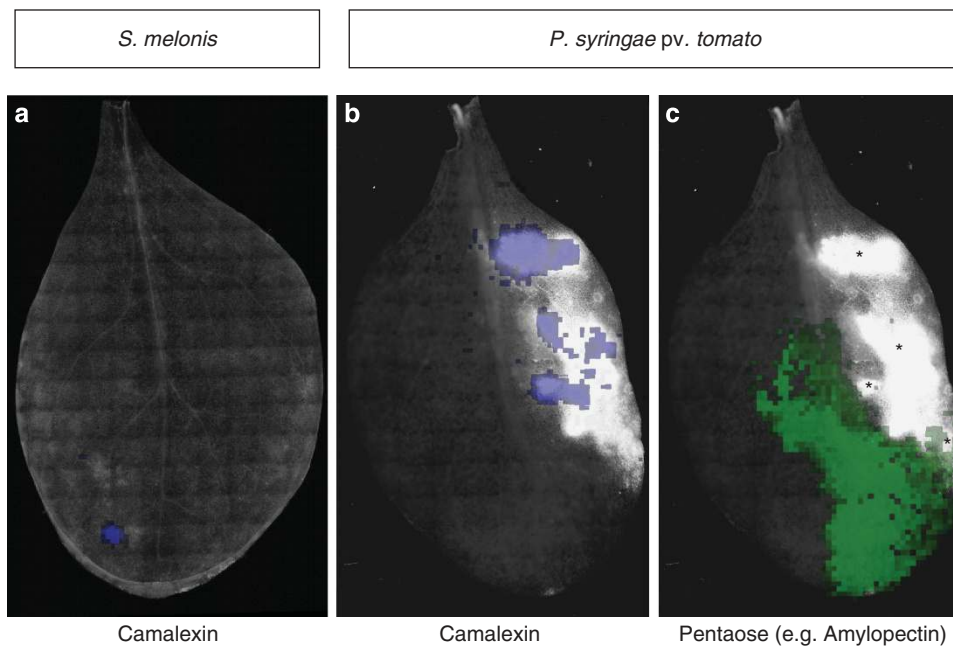 S. melonis
P. syringae pv. tomato
a
b
c
*
*
*
*
Camalexin
Camalexin
Pentaose (e.g. Amylopectin)